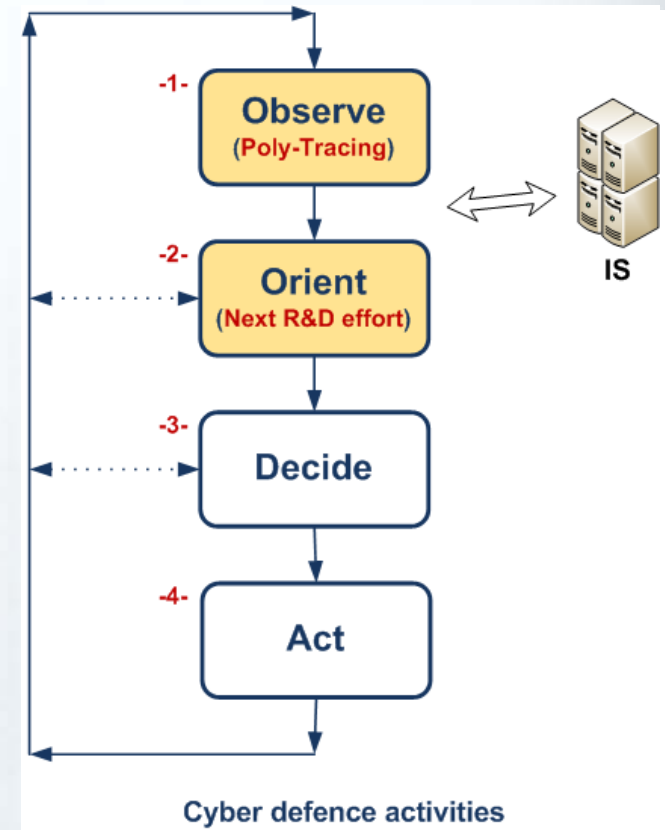 -1-
Observe
(Poly-Tracing)
IS
-2-
Orient
(Next R&D effort)
-3-
Decide
-4-
Act
Cyber defence activities